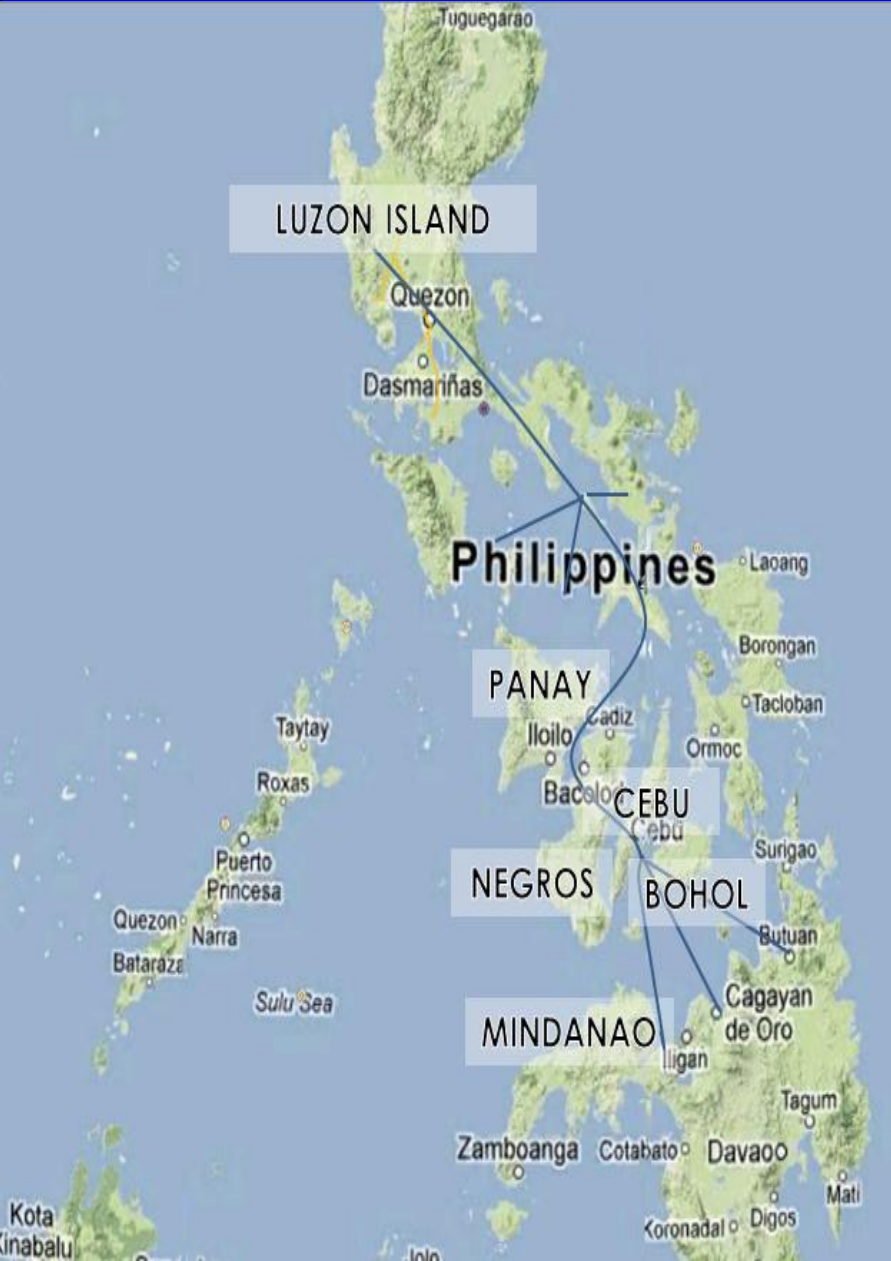 Tuguegarao
LUZON ISLAND
Quezon
Dasmariñas
Philippines
Laoang
Borongan
PANAY
Tacloban
Cadiz
Taytay
Iloilo
Ormoc
Roxas
Bacolod
CEBU
Cebu
Puerto
Princesa
Surigao
NEGROS
BOHOL
Quezon
Narra
Butuan
Bataraza
Sulu Sea
Cagayan
de Oro
MINDANAO
Iligan
Tagum
Zamboanga
Cotabato
Davao
Mati
Kota
Kinabalu
Koronadal
Digos
Jolo